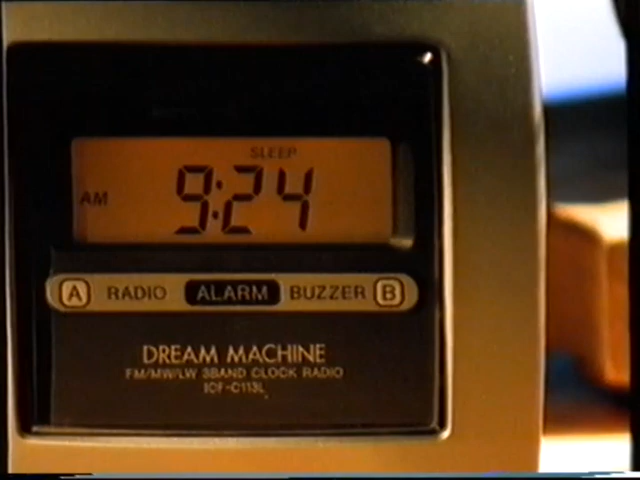 SLEEP
AM 9:24
A RADIO ALARM BUZZER B
DREAM MACHINE
FM/MW/LW 3BAND CLOCK RADIO
ICF-C113L